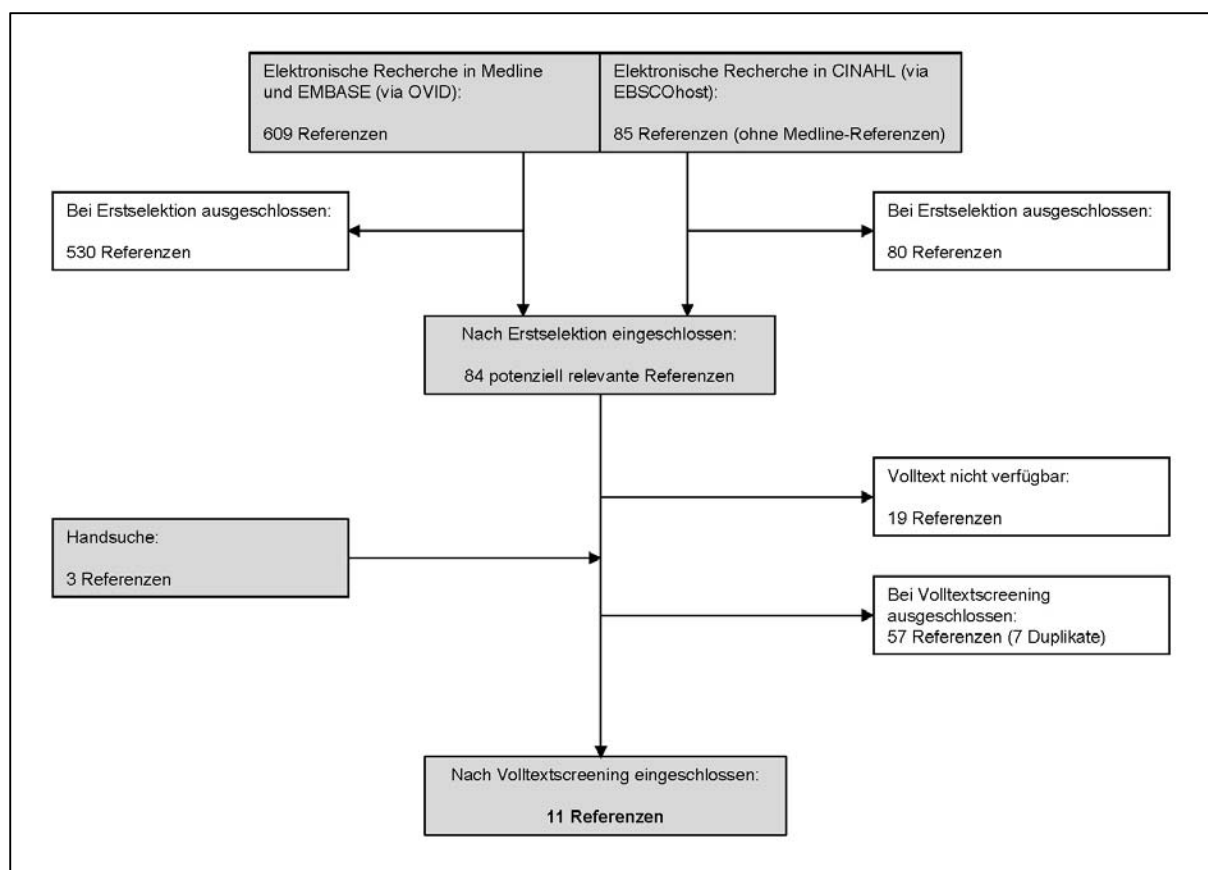 Elektronische Recherche in Medline
und EMBASE (via OVID):
609 Referenzen
Elektronische Recherche in CINAHL (via
EBSCOhost):
85 Referenzen (ohne Medline-Referenzen)
Bei Erstselektion ausgeschlossen:
530 Referenzen
Bei Erstselektion ausgeschlossen:
80 Referenzen
Nach Erstselektion eingeschlossen:
84 potenziell relevante Referenzen
Volltext nicht verfügbar:
19 Referenzen
Handsuche:
3 Referenzen
Bei Volltextscreening
ausgeschlossen:
57 Referenzen (7 Duplikate)
Nach Volltextscreening eingeschlossen:
11 Referenzen